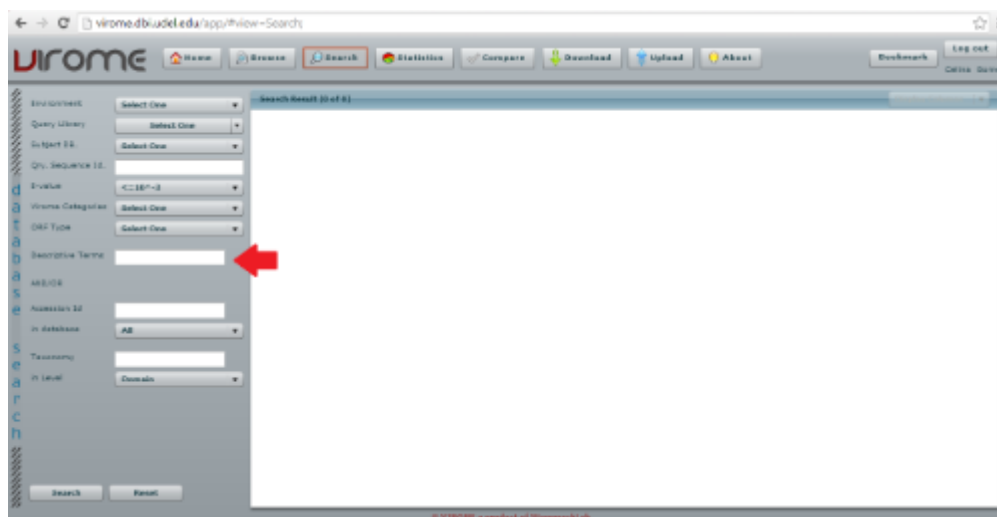 virome.dbi.udel.edu/app/#view=Search;
VIROME Home Browse Search Statistics Compare Download Upload About Bookmark Log out
Search Result (0 of 0)
Environment Select One
Query Library Select One
Subject DB. Select One
Qry. Sequence Id.
E-value <=10^-3
Virome Categories Select One
ORF Type Select One
Descriptive Terms
AND/OR
Accession Id
in database All
Taxonomy
in Level Domain
database search
Search Reset